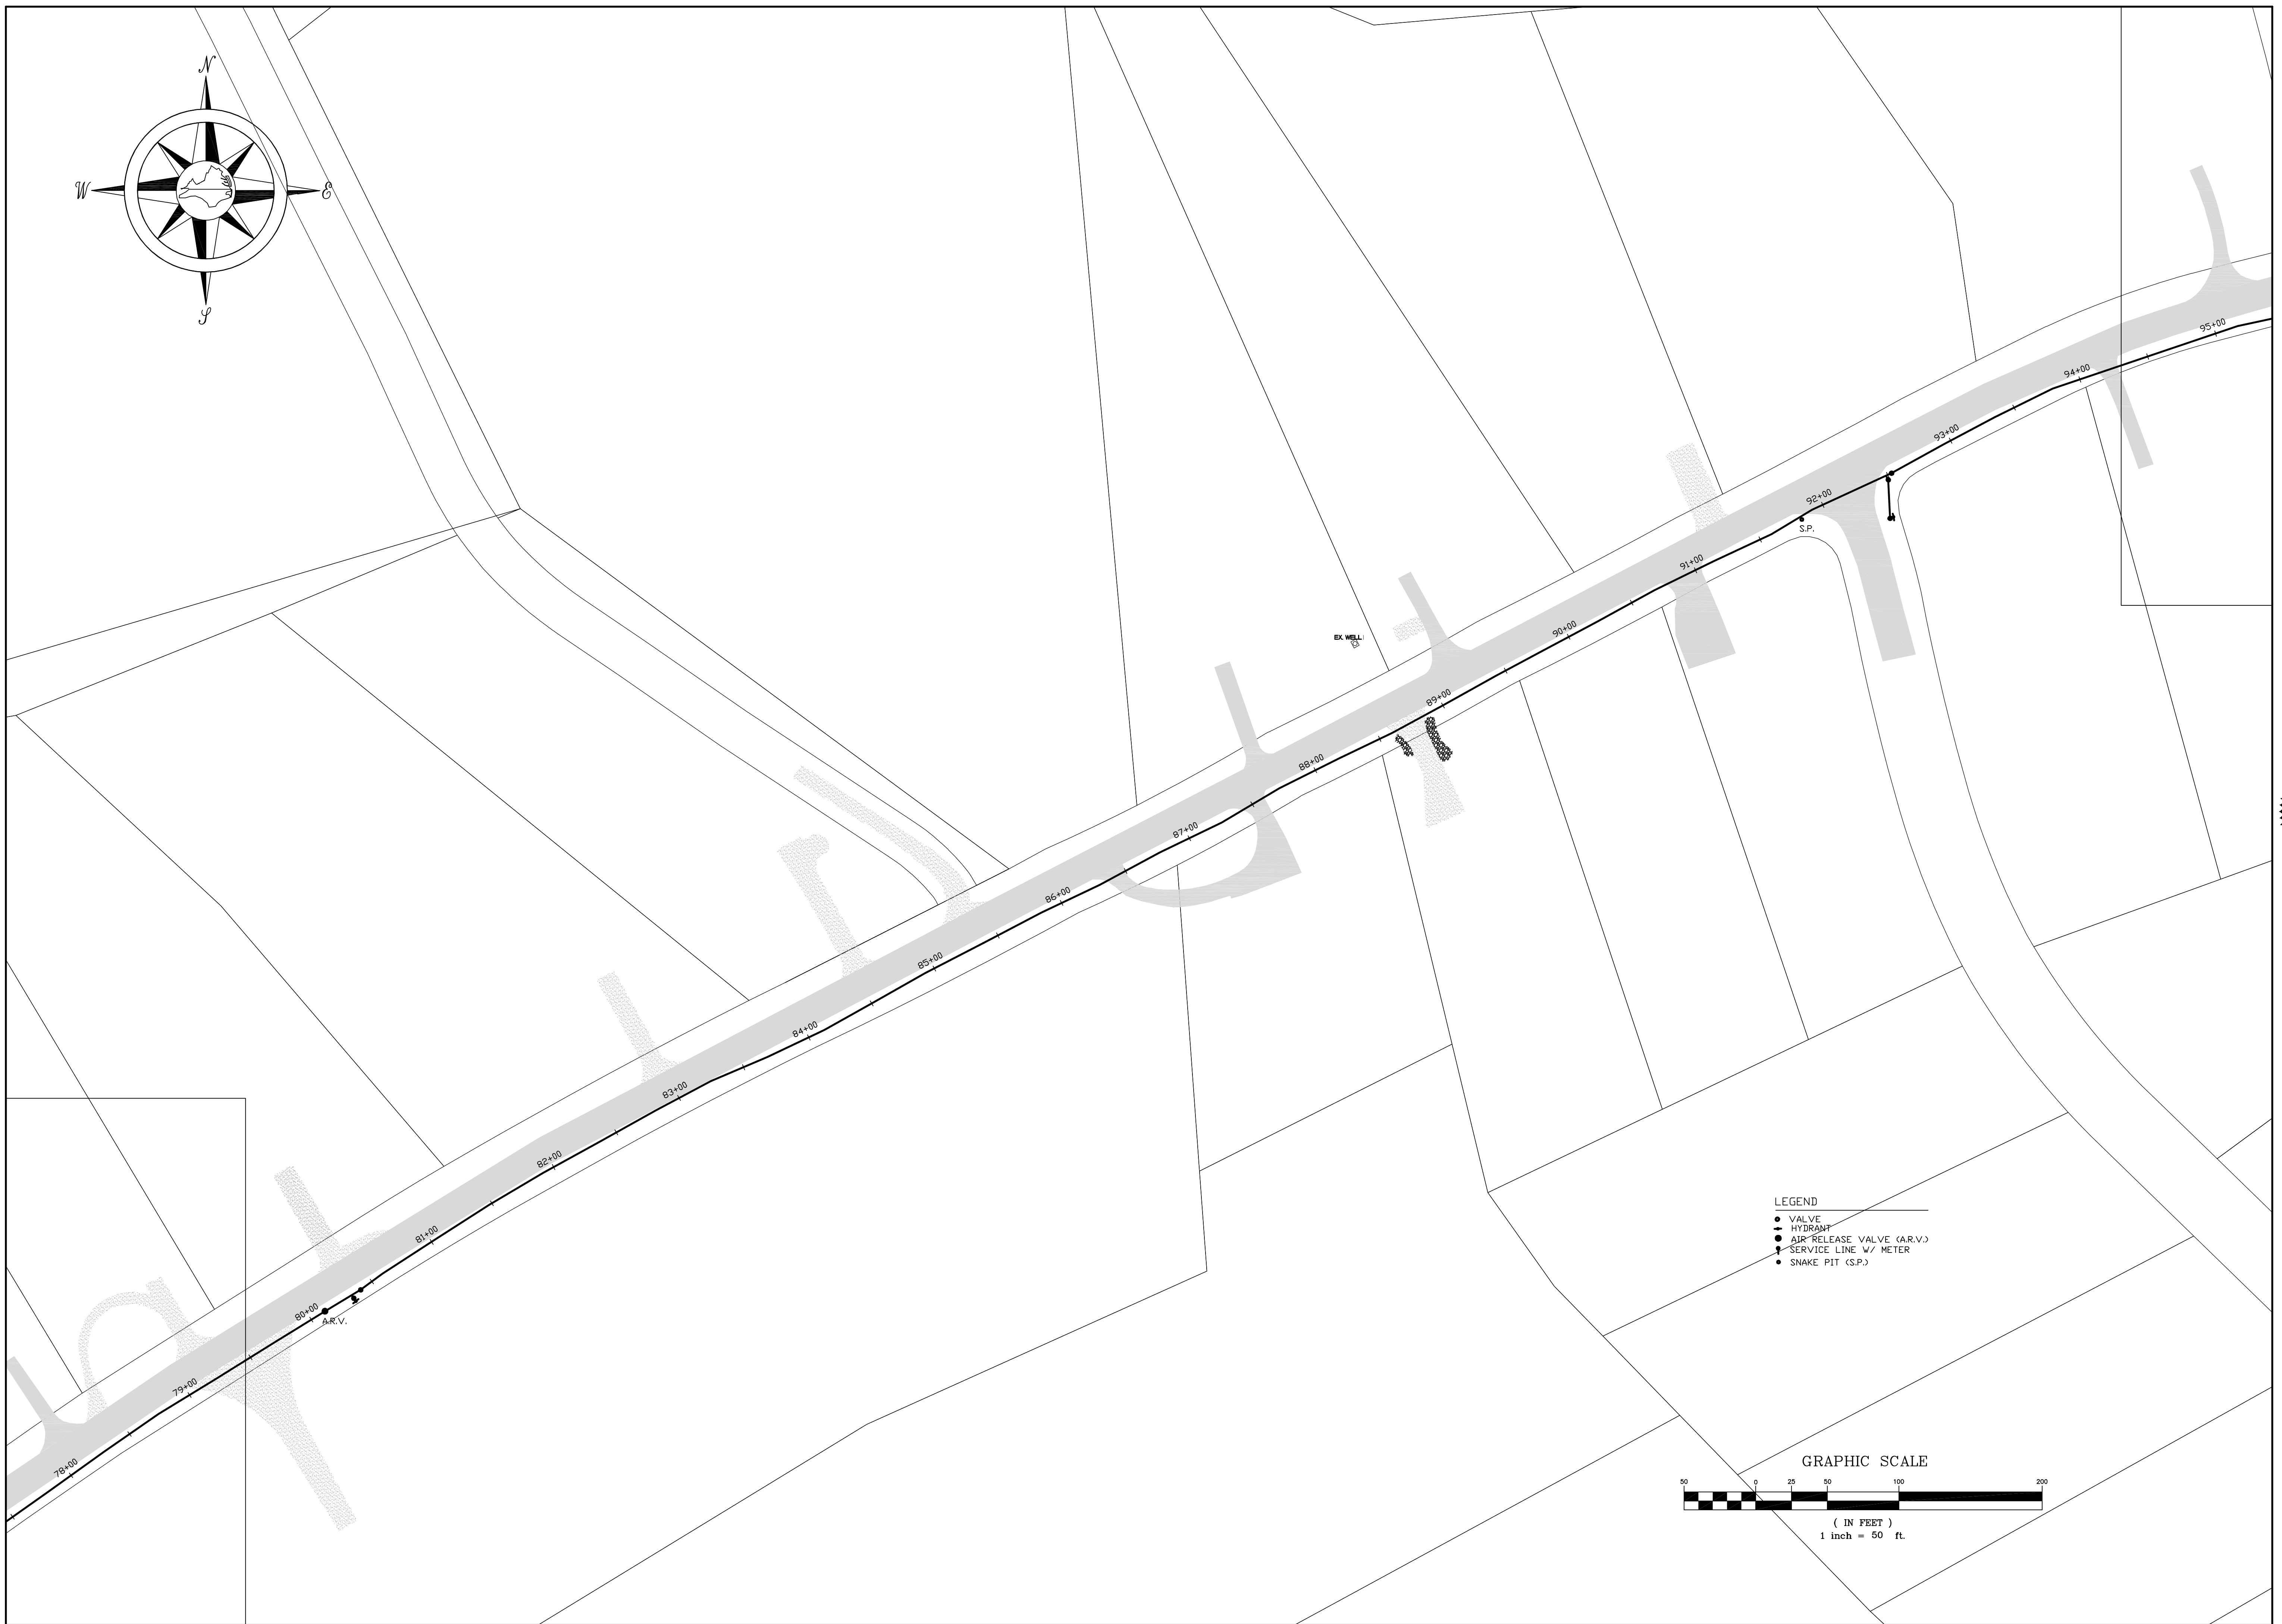 N
W
E
S
95+00
94+00
93+00
92+00
S.P.
91+00
90+00
EX. WELL
89+00
88+00
87+00
86+00
85+00
84+00
83+00
82+00
81+00
80+00
A.R.V.
79+00
78+00
LEGEND
VALVE
HYDRANT
AIR RELEASE VALVE (A.R.V.)
SERVICE LINE W/ METER
SNAKE PIT (S.P.)
GRAPHIC SCALE
50 0 25 50 100 200
( IN FEET )
1 inch = 50 ft.